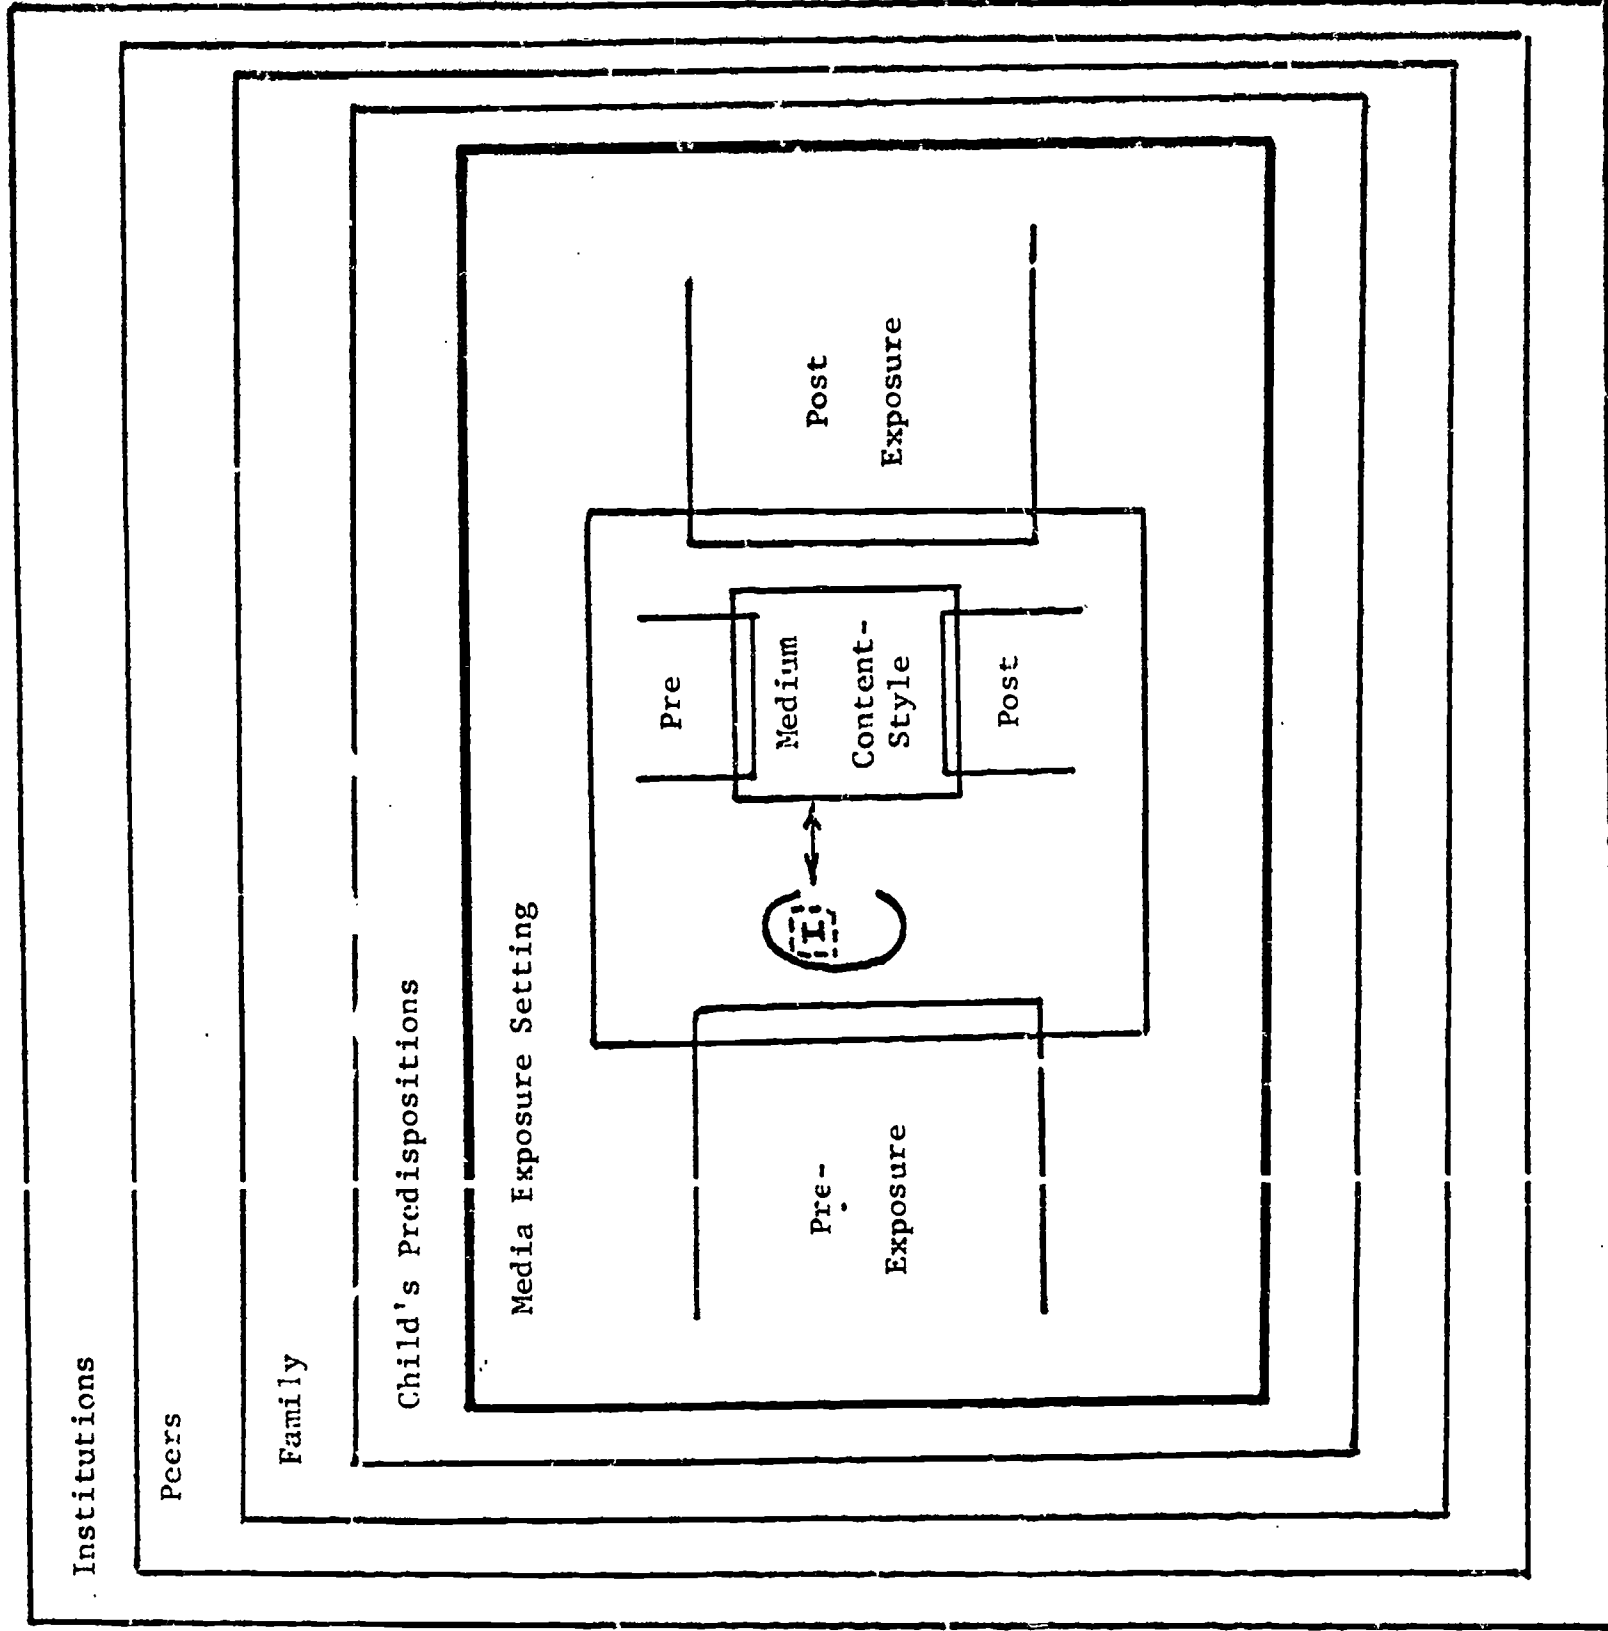 Institutions
Peers
Family
Child's Predispositions
Media Exposure Setting
Pre-
Exposure
I
Pre
Medium
Content-
Style
Post
Post
Exposure